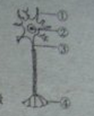 ①
②
③
④